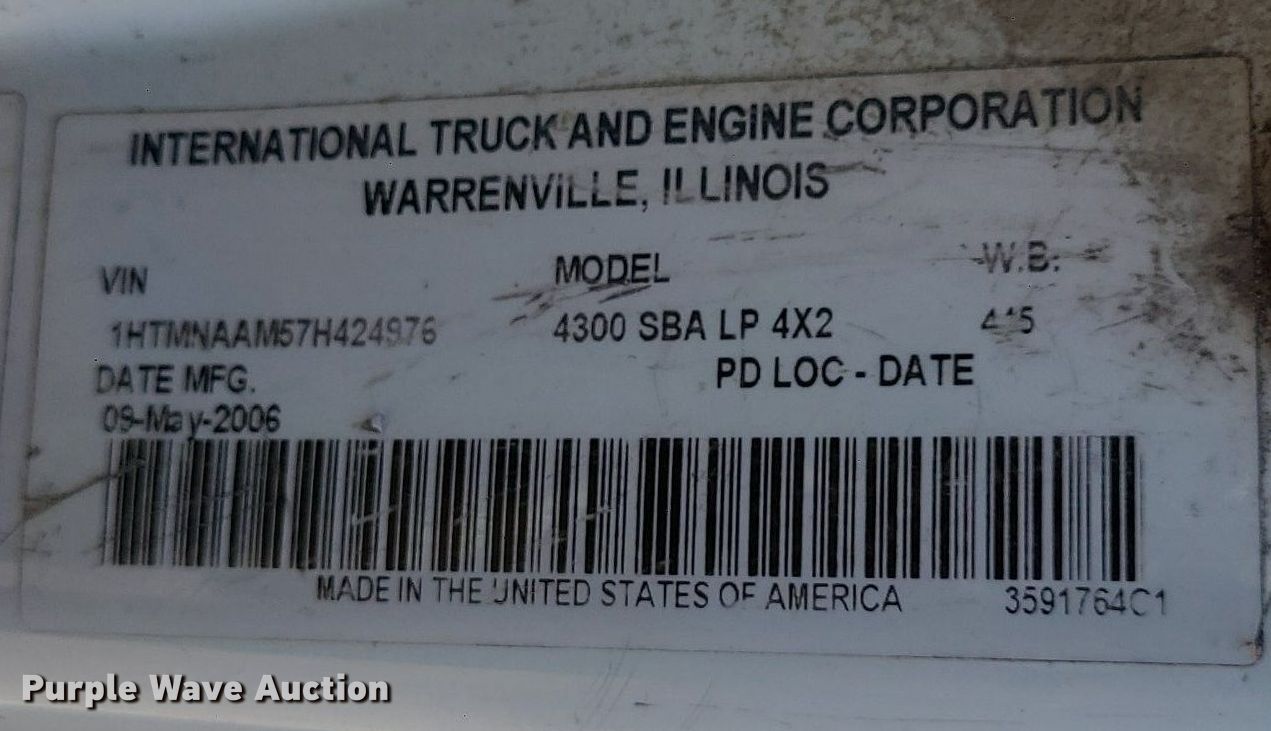 INTERNATIONAL TRUCK AND ENGINE CORPORATION
WARRENVILLE, ILLINOIS
VIN MODEL W.B.
1HTMNAAM57H424976 4300 SBA LP 4X2
DATE MFG. PD LOC - DATE
09-May-2006
MADE IN THE UNITED STATES OF AMERICA 3591764C1
Purple Wave Auction